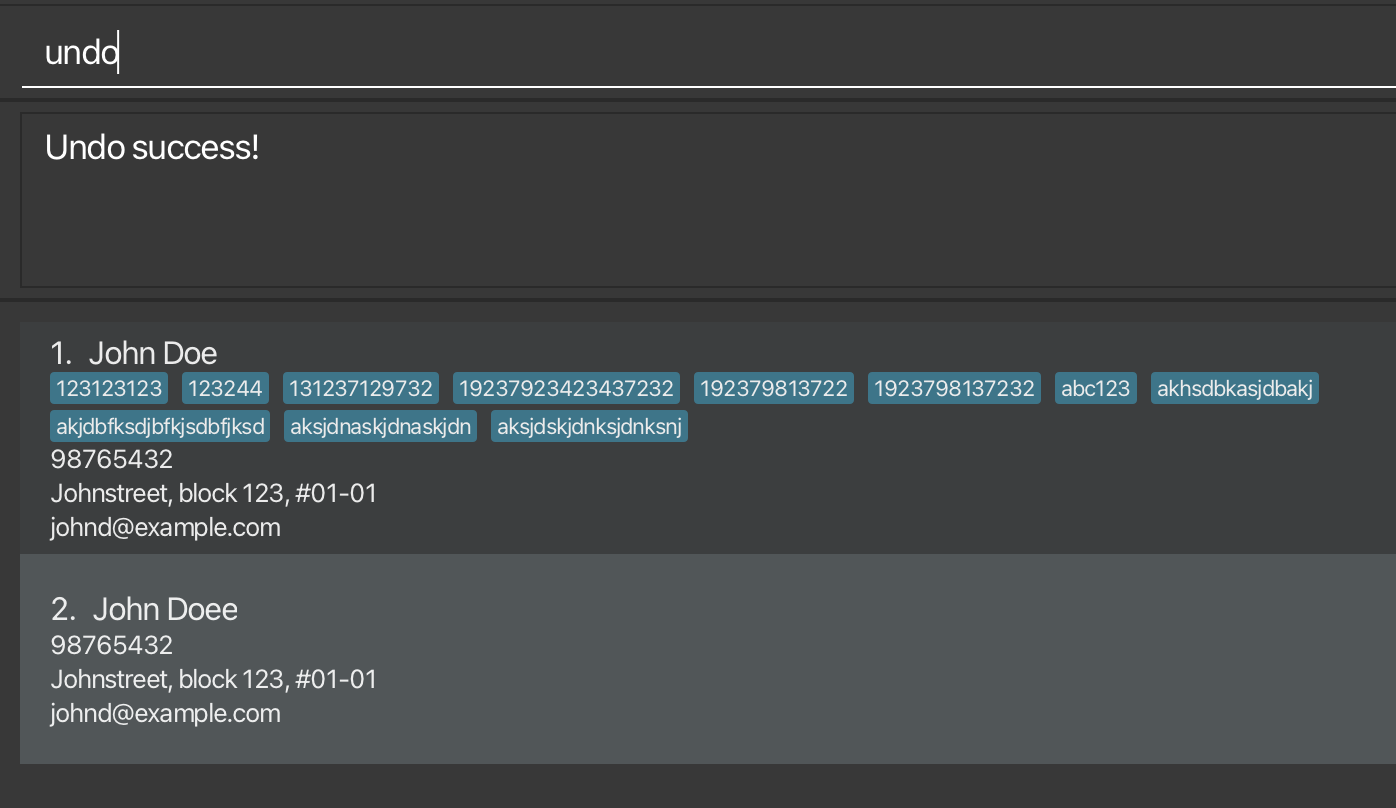 undo
Undo success!
1. John Doe
123123123 123244 131237129732 19237923423437232 192379813722 1923798137232 abc123 akhsdbkasjdbakj
akjdbfksdjbfkjsdbfjksd aksjdnaskjdnaskjdn aksjdskjdnksjdnksnj
98765432
Johnstreet, block 123, #01-01
johnd@example.com
2. John Doee
98765432
Johnstreet, block 123, #01-01
johnd@example.com